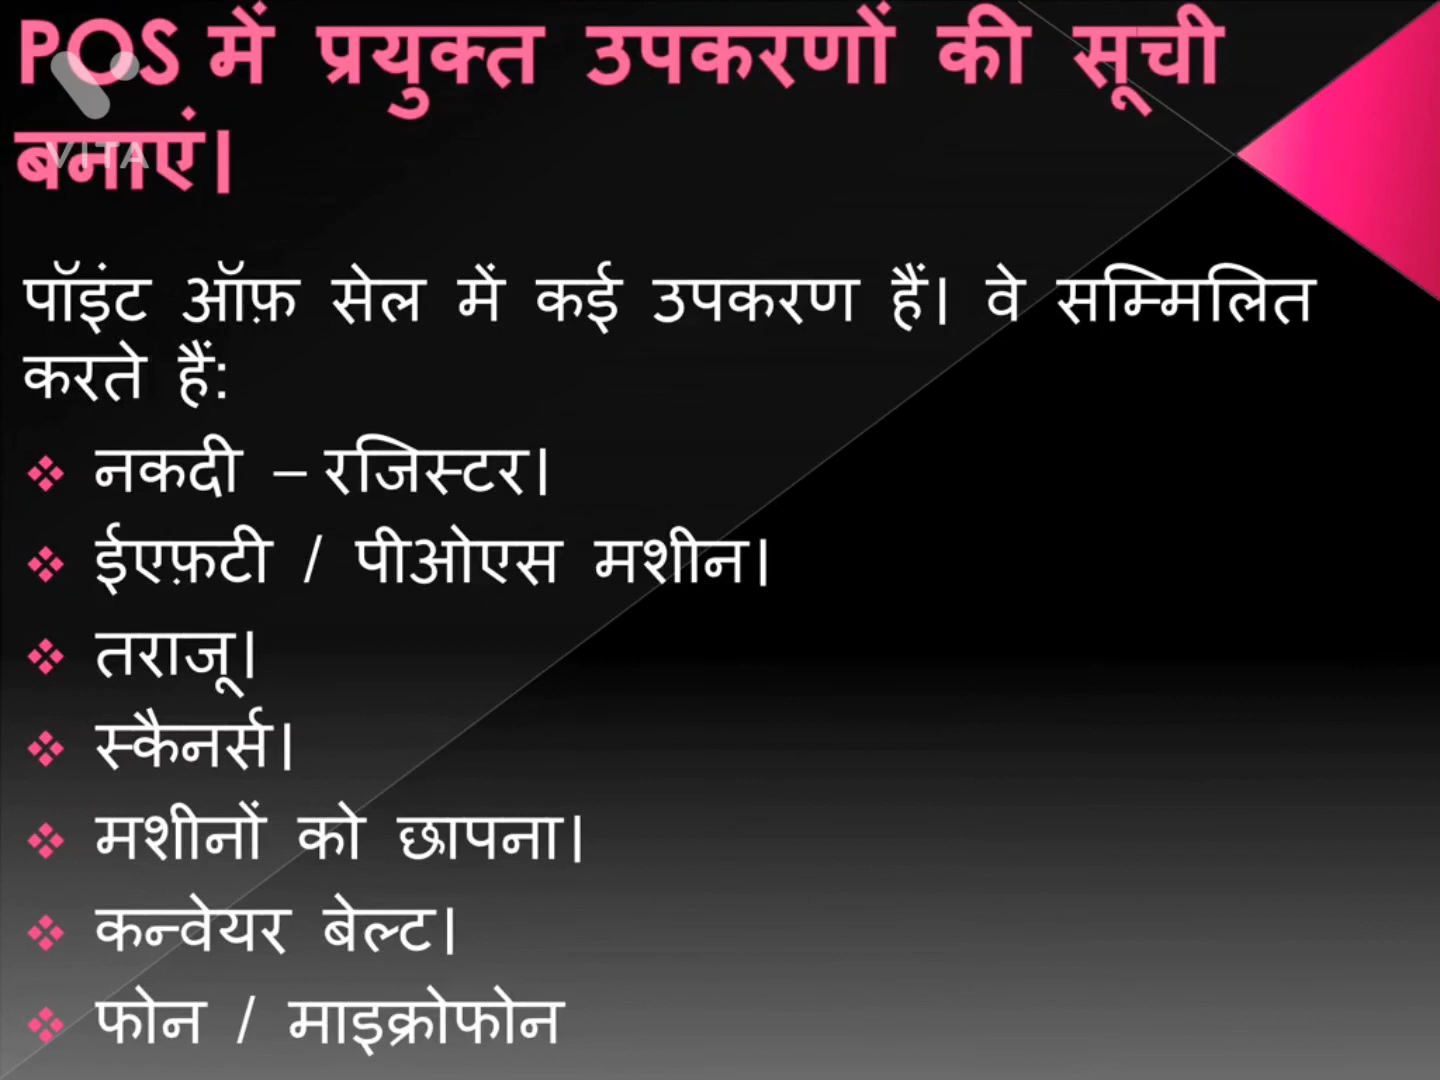 POS में प्रयुक्त उपकरणों की सूची
बनाएं।
VITA
पॉइंट ऑफ़ सेल में कई उपकरण हैं। वे सम्मिलित
करते हैं:
❖ नकदी – रजिस्टर।
❖ ईएफ़टी / पीओएस मशीन।
❖ तराजू।
❖ स्कैनर्स।
❖ मशीनों को छापना।
❖ कन्वेयर बेल्ट।
❖ फोन / माइक्रोफोन